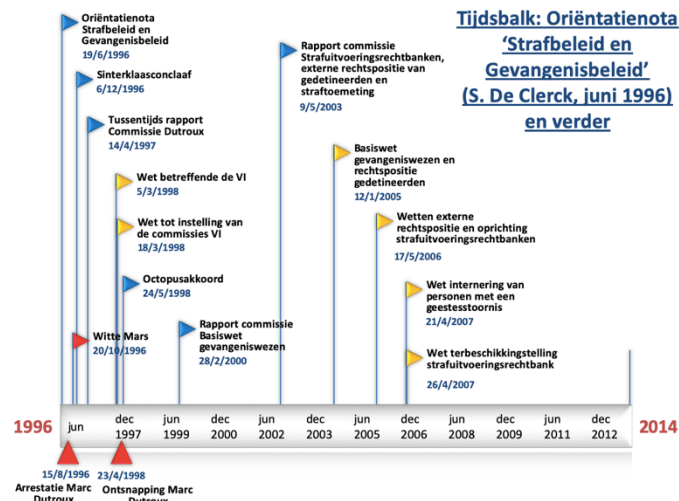 Tijdsbalk: Oriëntatienota
‘Strafbeleid en
Gevangenisbeleid’
(S. De Clerck, juni 1996)
en verder
Oriëntatienota
Strafbeleid en
Gevangenisbeleid
19/6/1996
Sinterklaasconclaaf
6/12/1996
Tussentijds rapport
Commissie Dutroux
14/4/1997
Wet betreffende de VI
5/3/1998
Wet tot instelling van
de commissies VI
18/3/1998
Octopusakkoord
24/5/1998
Witte Mars
20/10/1996
Rapport commissie
Basiswet
gevangeniswezen
28/2/2000
Rapport commissie
Strafuitvoeringsrechtbanken,
externe rechtspositie van
gedetineerden en
straftoemeting
9/5/2003
Basiswet
gevangeniswezen en
rechtspositie
gedetineerden
12/1/2005
Wetten externe
rechtspositie en oprichting
strafuitvoeringsrechtbanken
17/5/2006
Wet internering van
personen met een
geestesstoornis
21/4/2007
Wet terbeschikkingstelling
strafuitvoeringsrechtbank
26/4/2007
1996
jun
dec
1997
jun
1999
dec
2000
jun
2002
dec
2003
jun
2005
dec
2006
jun
2008
dec
2009
jun
2011
dec
2012
2014
15/8/1996
Arrestatie Marc
Dutroux
23/4/1998
Ontsnapping Marc
Dutroux